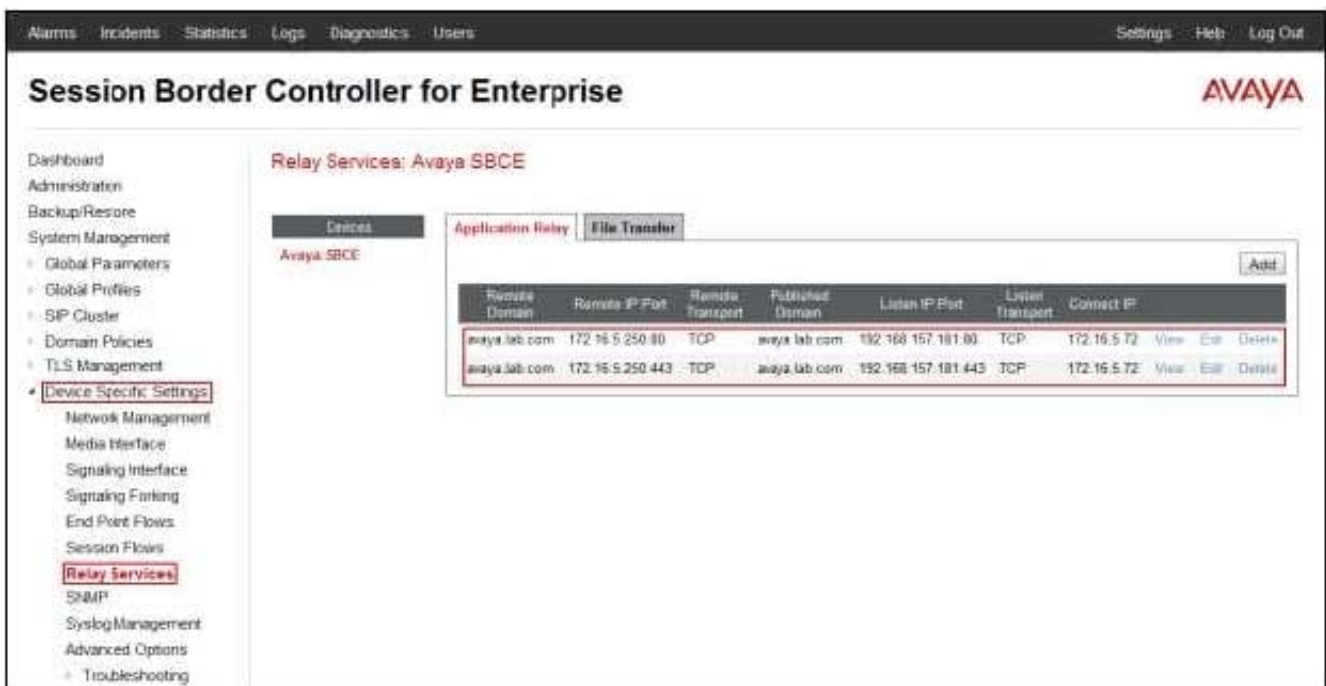 Alarms Incidents Statistics Logs Diagnostics Users Settings Help Log Out
Session Border Controller for Enterprise
AVAYA
Dashboard
Administration
Backup/Restore
System Management
Global Parameters
Global Profiles
SIP Cluster
Domain Policies
TLS Management
Device Specific Settings
Network Management
Media Interface
Signaling Interface
Signaling Forking
End Point Flows
Session Flows
Relay Services
SNMP
Syslog Management
Advanced Options
Troubleshooting
Relay Services: Avaya SBCE
Devices
Avaya SBCE
Application Relay File Transfer
Add
Remote Domain Remote IP:Port Remote Transport Published Domain Listen IP:Port Listen Transport Connect IP
avaya.lab.com 172.16.5.250:80 TCP avaya.lab.com 192.168.157.181:80 TCP 172.16.5.72 View Edit Delete
avaya.lab.com 172.16.5.250:443 TCP avaya.lab.com 192.168.157.181:443 TCP 172.16.5.72 View Edit Delete